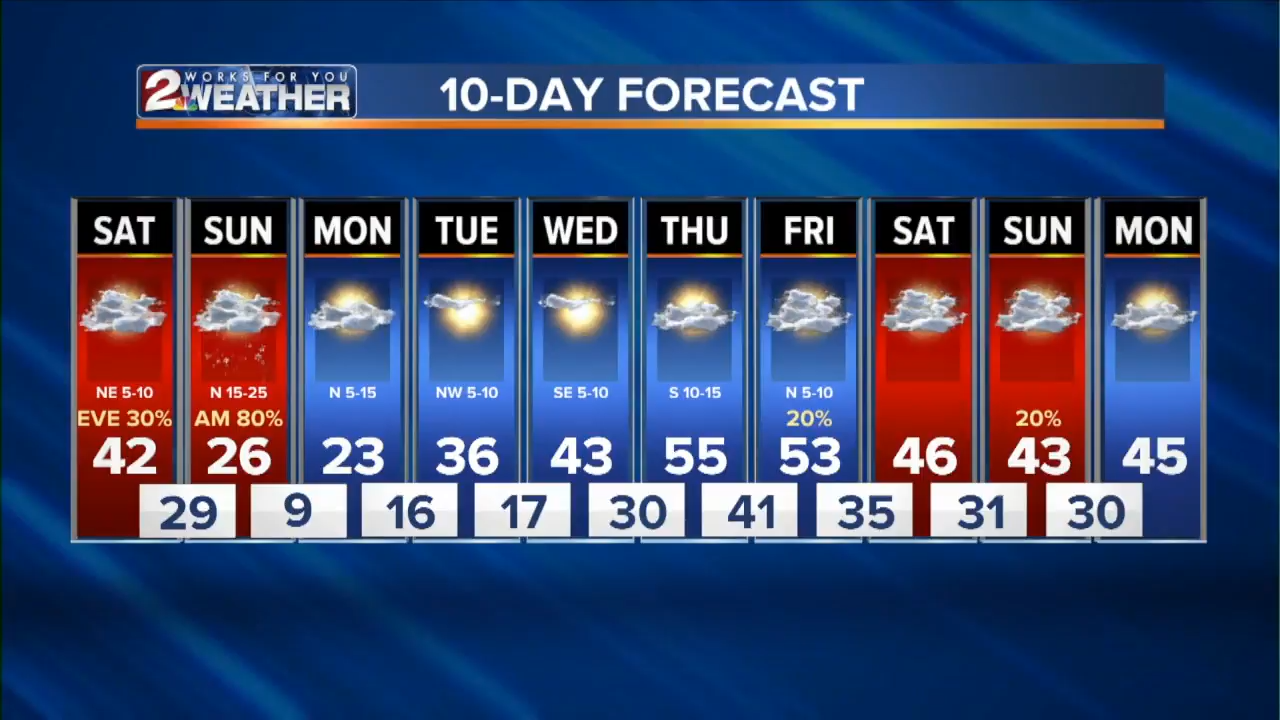 2 WORKS FOR YOU
WEATHER
10-DAY FORECAST
SAT SUN MON TUE WED THU FRI SAT SUN MON
NE 5-10 N 15-25 N 5-15 NW 5-10 SE 5-10 S 10-15 N 5-10
EVE 30% AM 80% 20% 20%
42 26 23 36 43 55 53 46 43 45
29 9 16 17 30 41 35 31 30